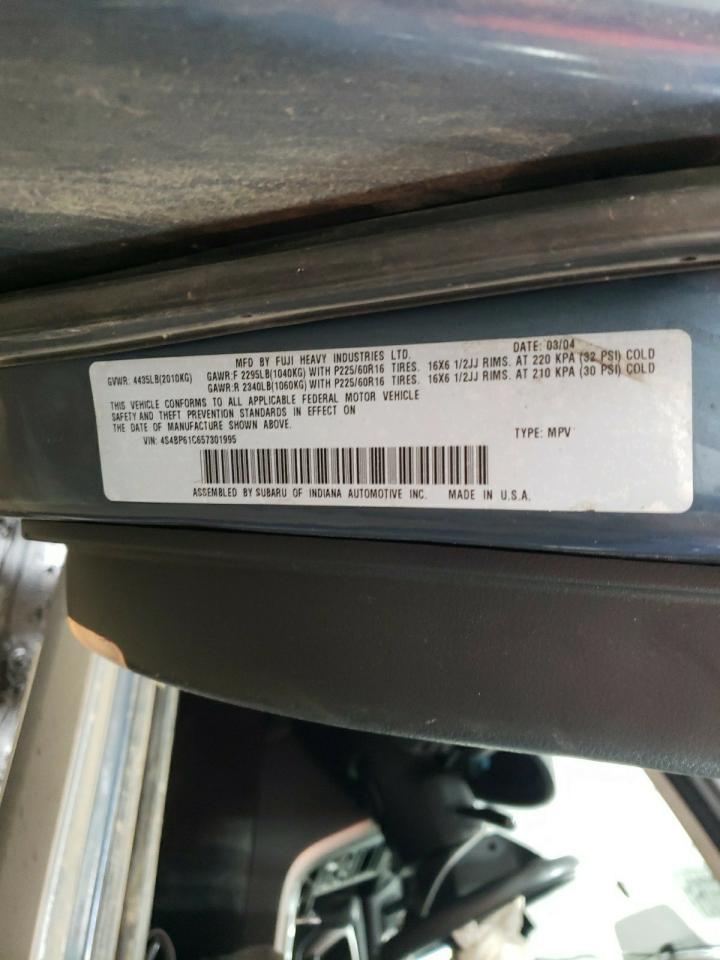 MFD BY FUJI HEAVY INDUSTRIES LTD. DATE: 03/04
GVWR: 4435LB(2010KG) GAWR:F 2295LB(1040KG) WITH P225/60R16 TIRES. 16X6 1/2JJ RIMS. AT 220 KPA (32 PSI) COLD
GAWR:R 2340LB(1060KG) WITH P225/60R16 TIRES. 16X6 1/2JJ RIMS. AT 210 KPA (30 PSI) COLD
THIS VEHICLE CONFORMS TO ALL APPLICABLE FEDERAL MOTOR VEHICLE
SAFETY AND THEFT PREVENTION STANDARDS IN EFFECT ON
THE DATE OF MANUFACTURE SHOWN ABOVE.
VIN: 4S4BP61C657301995 TYPE: MPV
ASSEMBLED BY SUBARU OF INDIANA AUTOMOTIVE INC. MADE IN U.S.A.